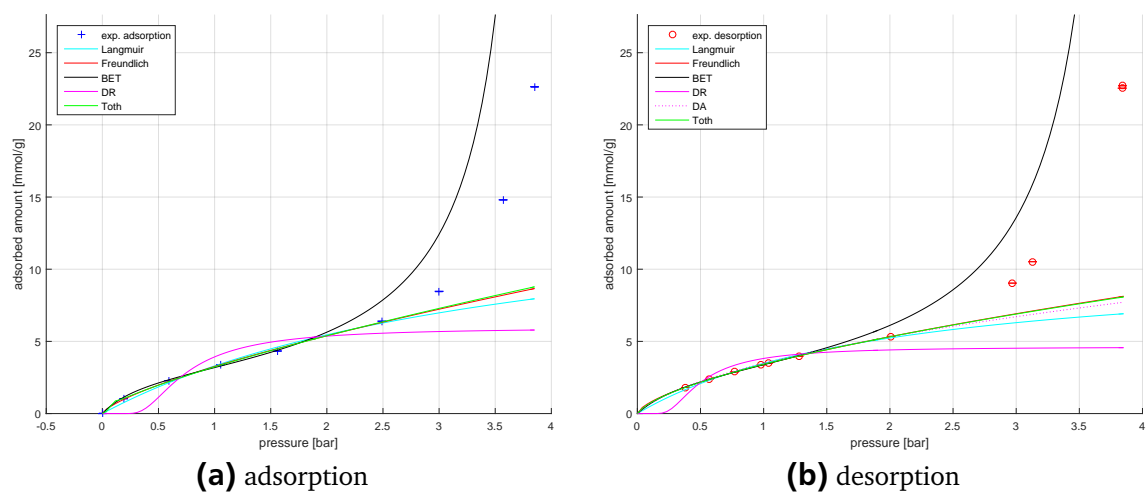 25
20
15
10
5
0
-0.5
0
0.5
1
1.5
2
2.5
3
3.5
4
adsorbed amount [mmol/g]
pressure [bar]
exp. adsorption
Langmuir
Freundlich
BET
DR
Toth
(a) adsorption
25
20
15
10
5
0
0
0.5
1
1.5
2
2.5
3
3.5
4
adsorbed amount [mmol/g]
pressure [bar]
exp. desorption
Langmuir
Freundlich
BET
DR
DA
Toth
(b) desorption